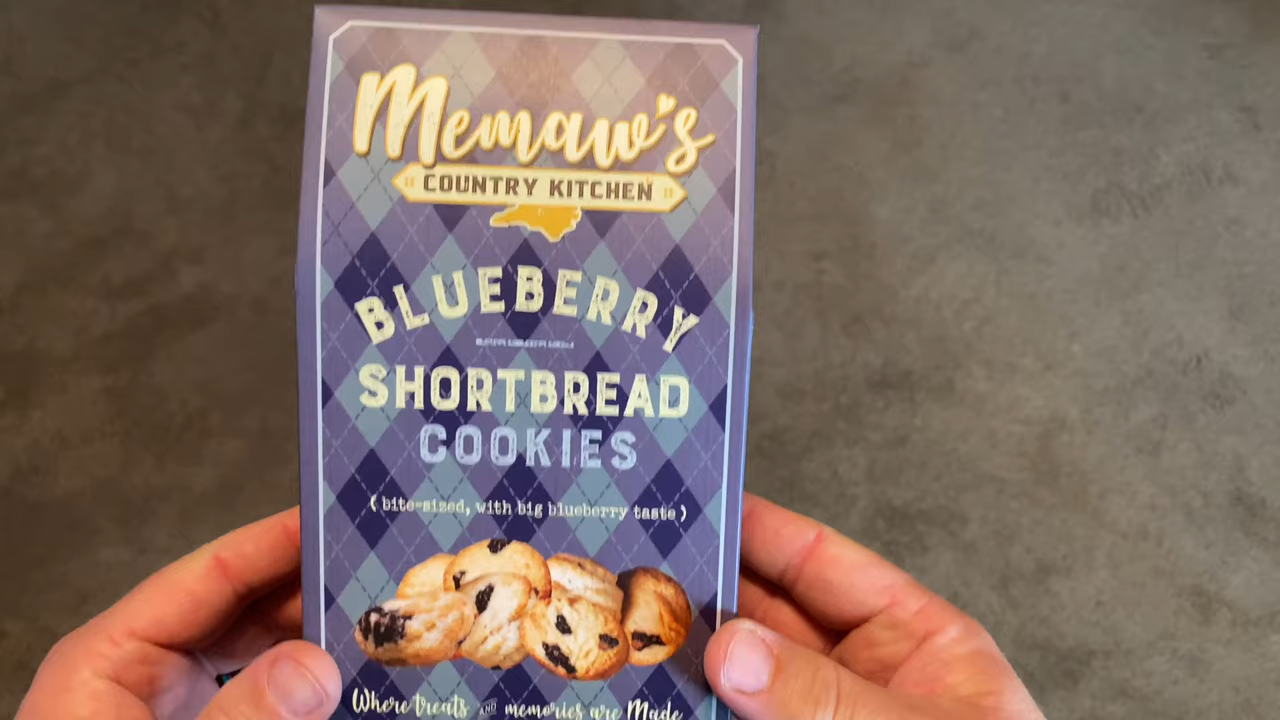 Memaw's
COUNTRY KITCHEN
BLUEBERRY
SHORTBREAD
COOKIES
(bite-sized, with big blueberry taste)
Where treats AND memories are Made